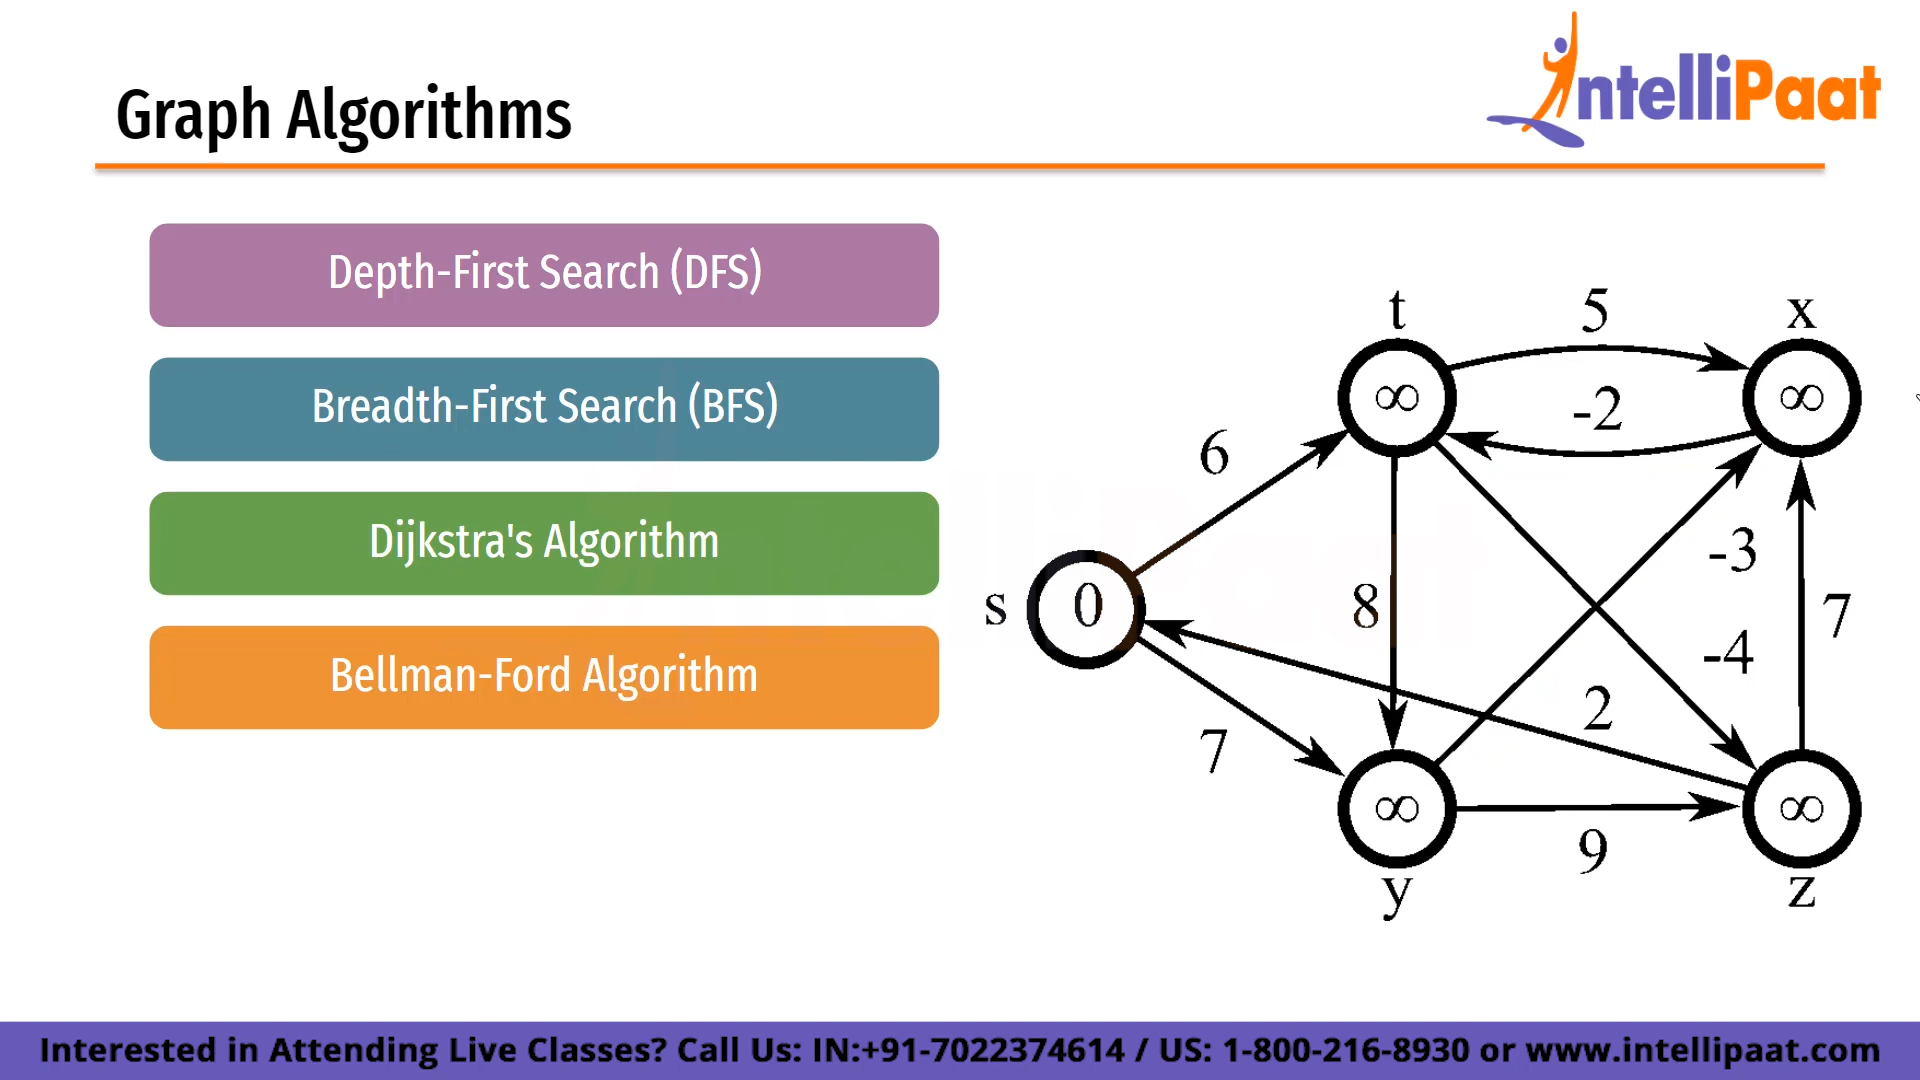 Graph Algorithms
IntelliPaat
Depth-First Search (DFS)
Breadth-First Search (BFS)
Dijkstra's Algorithm
Bellman-Ford Algorithm
t 5 x
∞ -2 ∞
6
-3
s 0 8 7
-4
2
7
∞ ∞
9
y z
Interested in Attending Live Classes? Call Us: IN:+91-7022374614 / US: 1-800-216-8930 or www.intellipaat.com